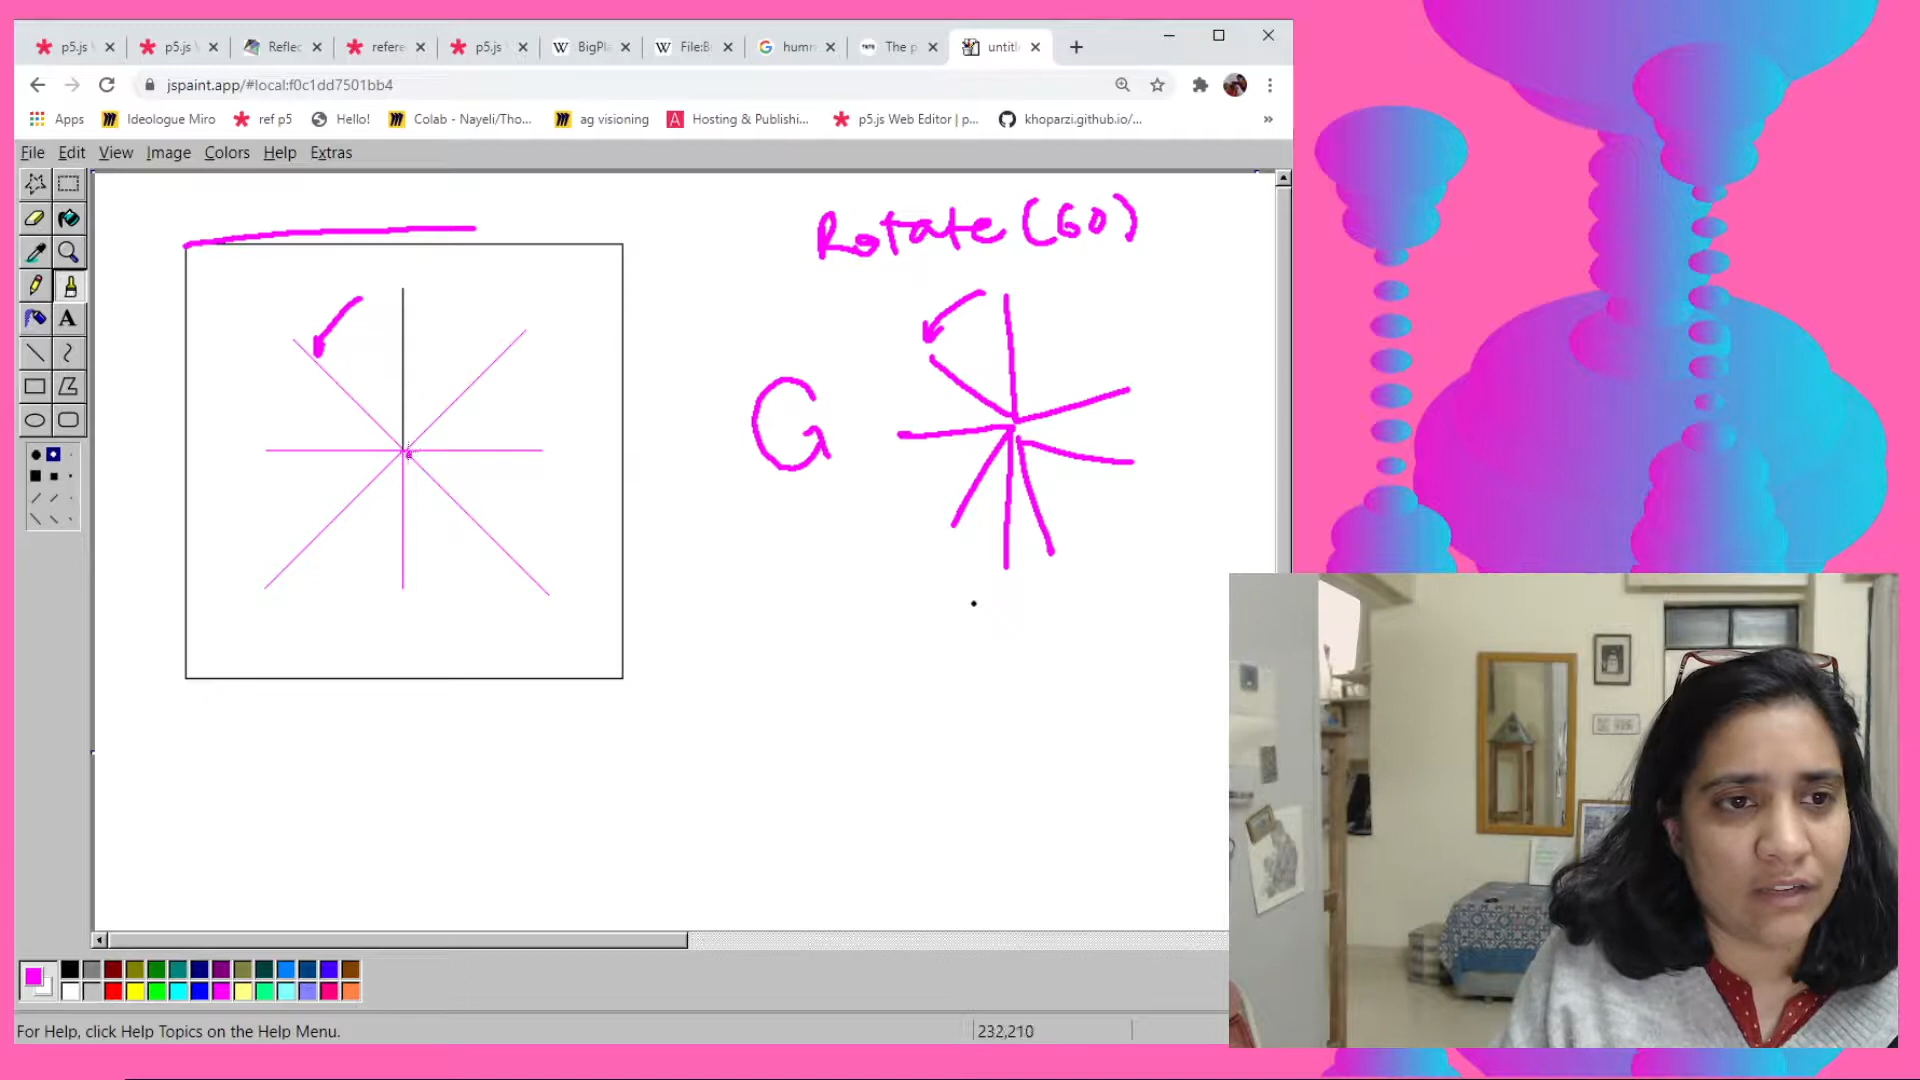 p5.js
p5.js
Reflec
refere
p5.js
BigPla
File:B
humn
The p
untitl
jspaint.app/#local:f0c1dd7501bb4
Apps
Ideologue Miro
ref p5
Hello!
Colab - Nayeli/Tho...
ag visioning
Hosting & Publishi...
p5.js Web Editor | p...
khoparzi.github.io/...
»
File Edit View Image Colors Help Extras
Rotate (60)
G
For Help, click Help Topics on the Help Menu.
232,210